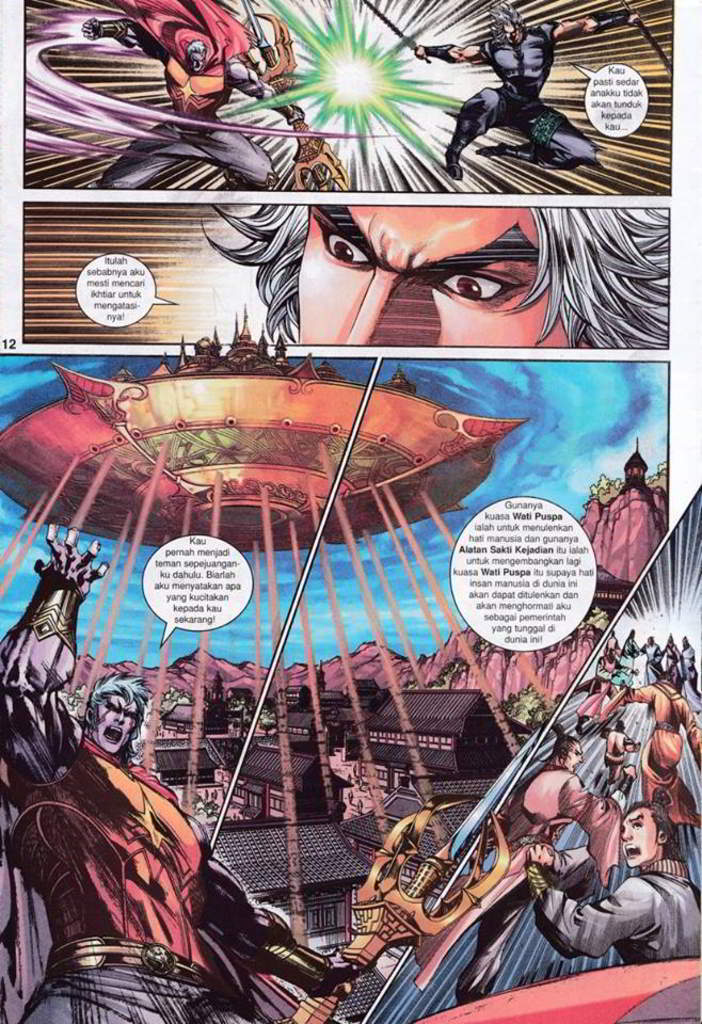 Kau
pasti sedar
anakku tidak
akan tunduk
kepada
kau...
Itulah
sebabnya aku
mesti mencari
ikhtiar untuk
mengatasi-
nya!
12
Kau
pernah menjadi
teman sepejuangan-
ku dahulu. Biarlah
aku menyatakan apa
yang kucitakan
kepada kau
sekarang!
Gunanya
kuasa Wati Puspa
ialah untuk menulenkan
hati manusia dan gunanya
Alatan Sakti Kejadian itu ialah
untuk mengembangkan lagi
kuasa Wati Puspa itu supaya hati
insan manusia di dunia ini
dapat ditulenkan dan
akan menghormati aku
sebagai pemerintah
yang tunggal di
dunia ini!